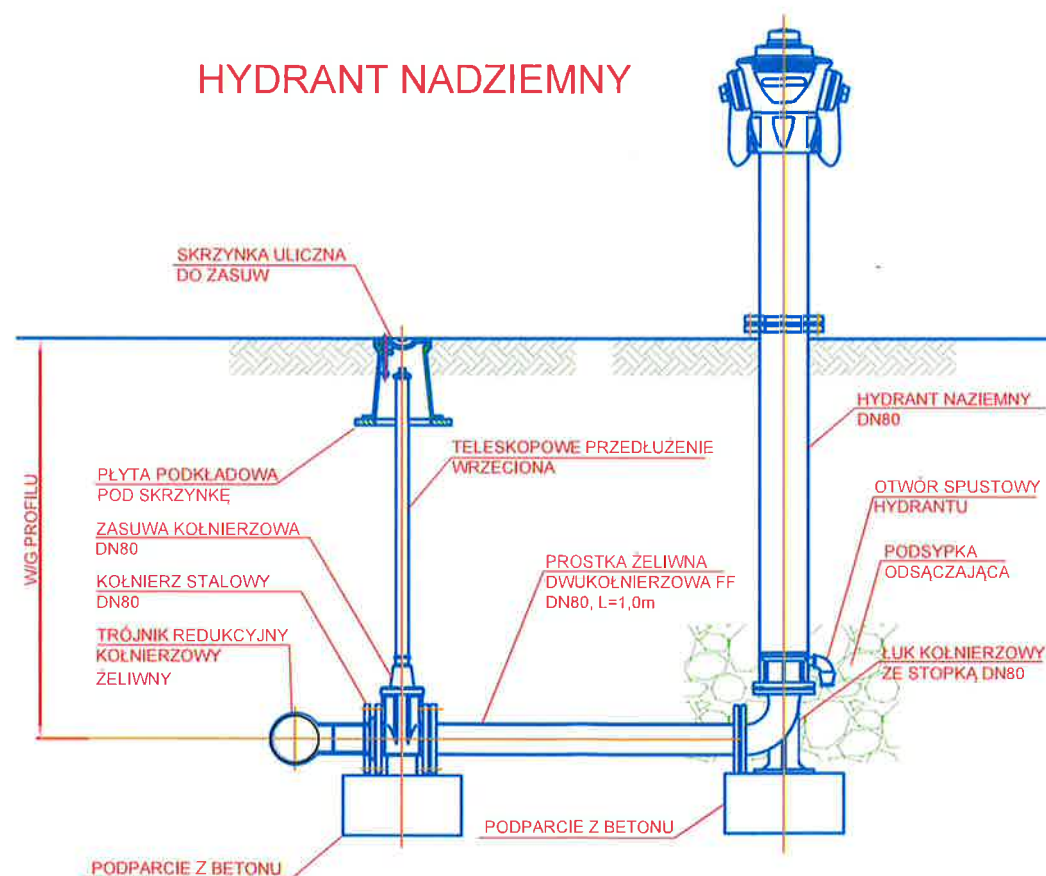 HYDRANT NADZIEMNY
SKRZYNKA ULICZNA
DO ZASUW
HYDRANT NAZIEMNY
DN80
TELESKOPOWE PRZEDŁUŻENIE
WRZECIONA
PŁYTA PODKŁADOWA
POD SKRZYNKĘ
OTWÓR SPUSTOWY
HYDRANTU
W/G PROFILU
ZASUWA KOŁNIERZOWA
DN80
PROSTKA ŻELIWNA
DWUKOŁNIERZOWA FF
DN80, L=1,0m
PODSYPKA
ODSĄCZAJĄCA
KOŁNIERZ STALOWY
DN80
TRÓJNIK REDUKCYJNY
KOŁNIERZOWY
ŻELIWNY
ŁUK KOŁNIERZOWY
ZE STOPKĄ DN80
PODPARCIE Z BETONU
PODPARCIE Z BETONU